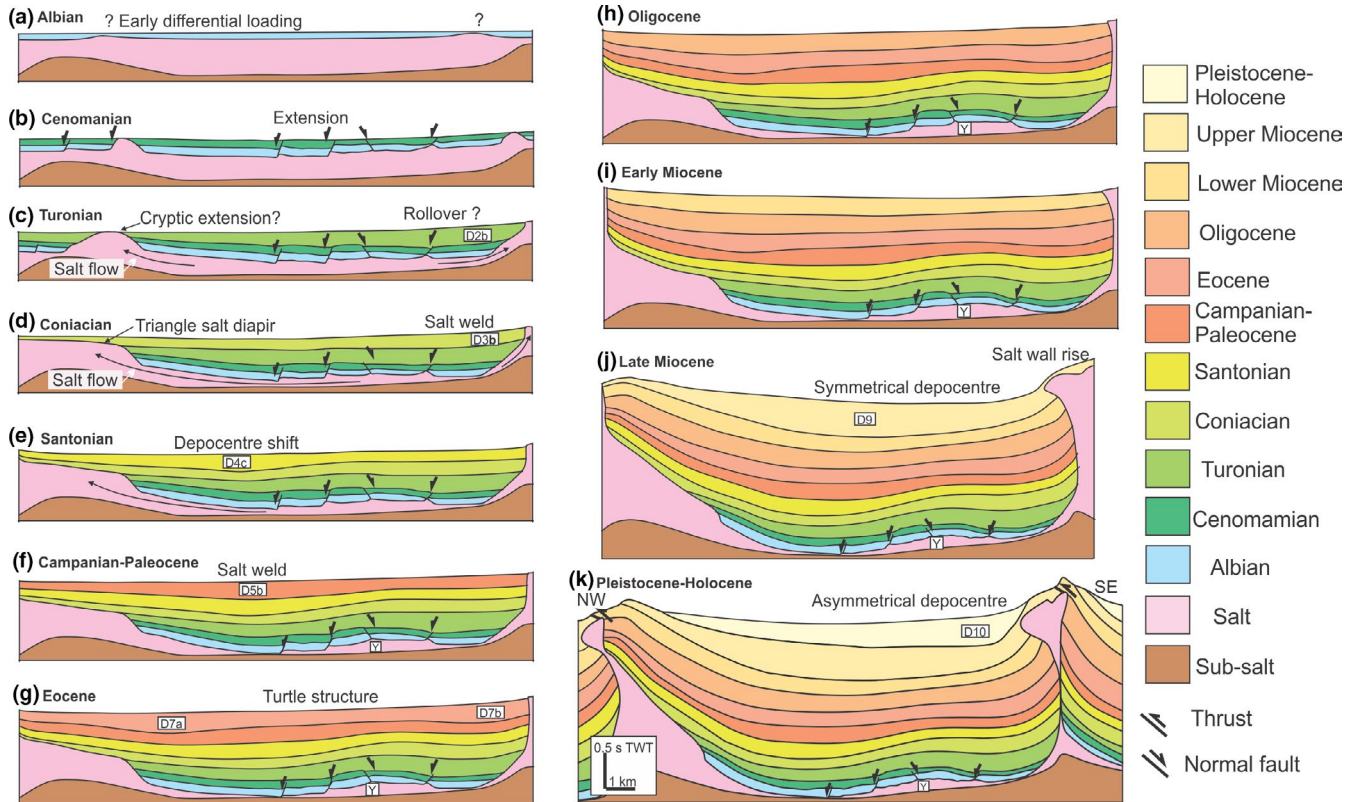 (a) Albian
? Early differential loading
?
(b) Cenomanian
Extension
(c) Turonian
Cryptic extension?
Rollover ?
D2b
Salt flow
(d) Coniacian
Triangle salt diapir
Salt weld
D3b
Salt flow
(e) Santonian
Depocentre shift
D4c
(f) Campanian-Paleocene
Salt weld
D5b
Y
(g) Eocene
Turtle structure
D7a
D7b
Y
(h) Oligocene
Y
(i) Early Miocene
Y
(j) Late Miocene
Salt wall rise
Symmetrical depocentre
D9
Y
(k) Pleistocene-Holocene
NW
Asymmetrical depocentre
SE
D10
0.5 s TWT
1 km
Y
Pleistocene-
Holocene
Upper Miocene
Lower Miocene
Oligocene
Eocene
Campanian-
Paleocene
Santonian
Coniacian
Turonian
Cenomamian
Albian
Salt
Sub-salt
Thrust
Normal fault